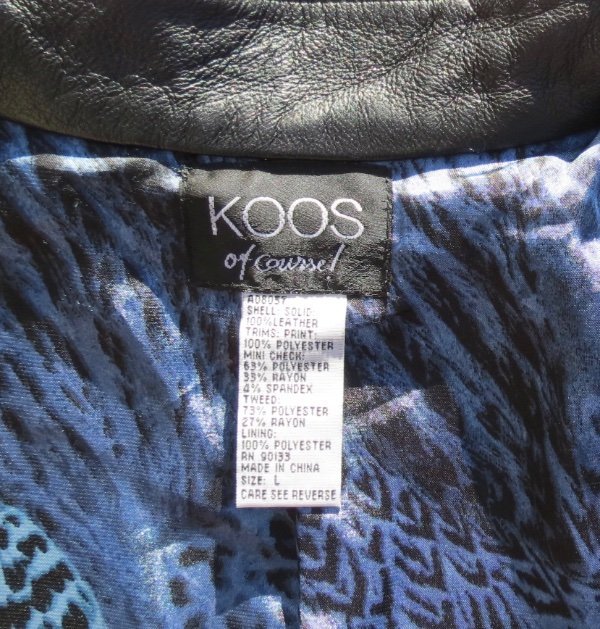 KOOS
of course!
A08057
SHELL: SOLID
100%LEATHER
TRIMS: PRINT:
100% POLYESTER
MINI CHECK:
63% POLYESTER
33% RAYON
4% SPANDEX
TWEED
73% POLYESTER
27% RAYON
LINING:
100% POLYESTER
RN 90133
MADE IN CHINA
SIZE: L
CARE SEE REVERSE